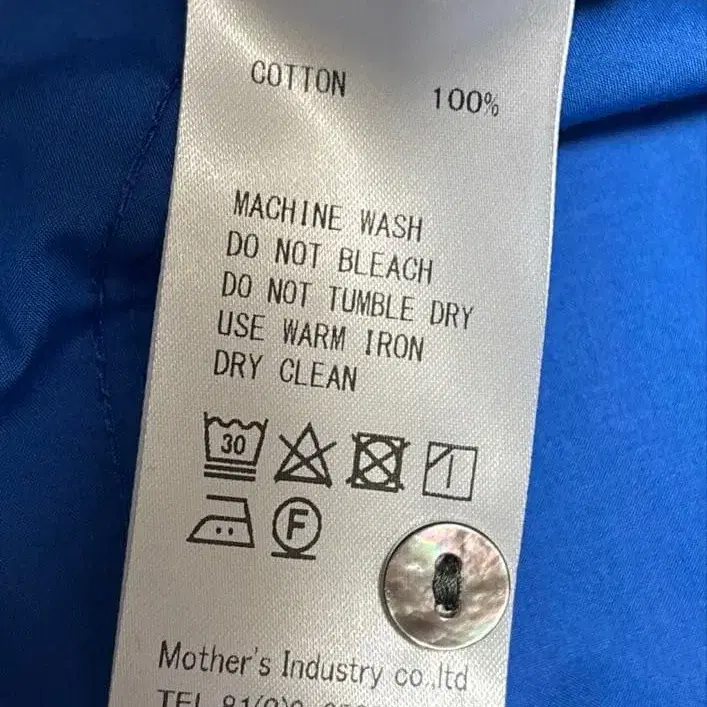 COTTON 100%
MACHINE WASH
DO NOT BLEACH
DO NOT TUMBLE DRY
USE WARM IRON
DRY CLEAN
30
F
Mother's Industry co.,ltd
TEL